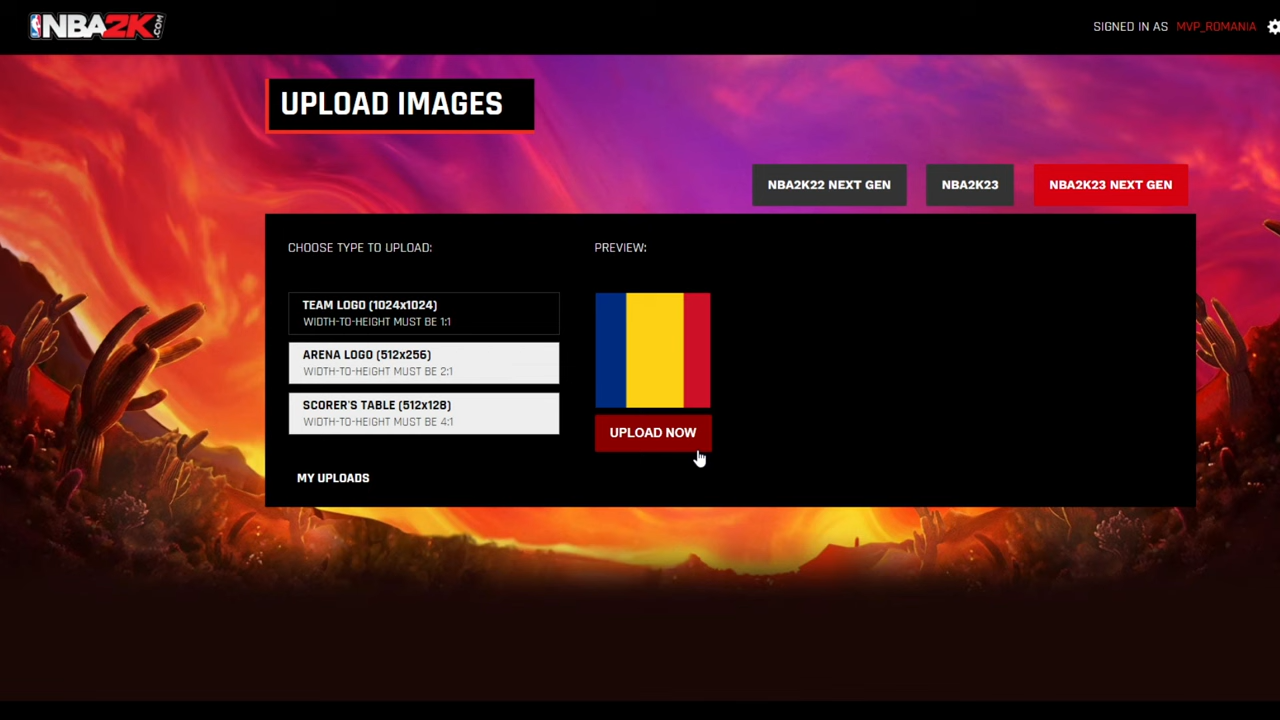 NBA2K.COM
SIGNED IN AS MVP_ROMANIA
UPLOAD IMAGES
NBA2K22 NEXT GEN
NBA2K23
NBA2K23 NEXT GEN
CHOOSE TYPE TO UPLOAD:
PREVIEW:
TEAM LOGO (1024x1024)
WIDTH-TO-HEIGHT MUST BE 1:1
ARENA LOGO (512x256)
WIDTH-TO-HEIGHT MUST BE 2:1
SCORER'S TABLE (512x128)
WIDTH-TO-HEIGHT MUST BE 4:1
UPLOAD NOW
MY UPLOADS